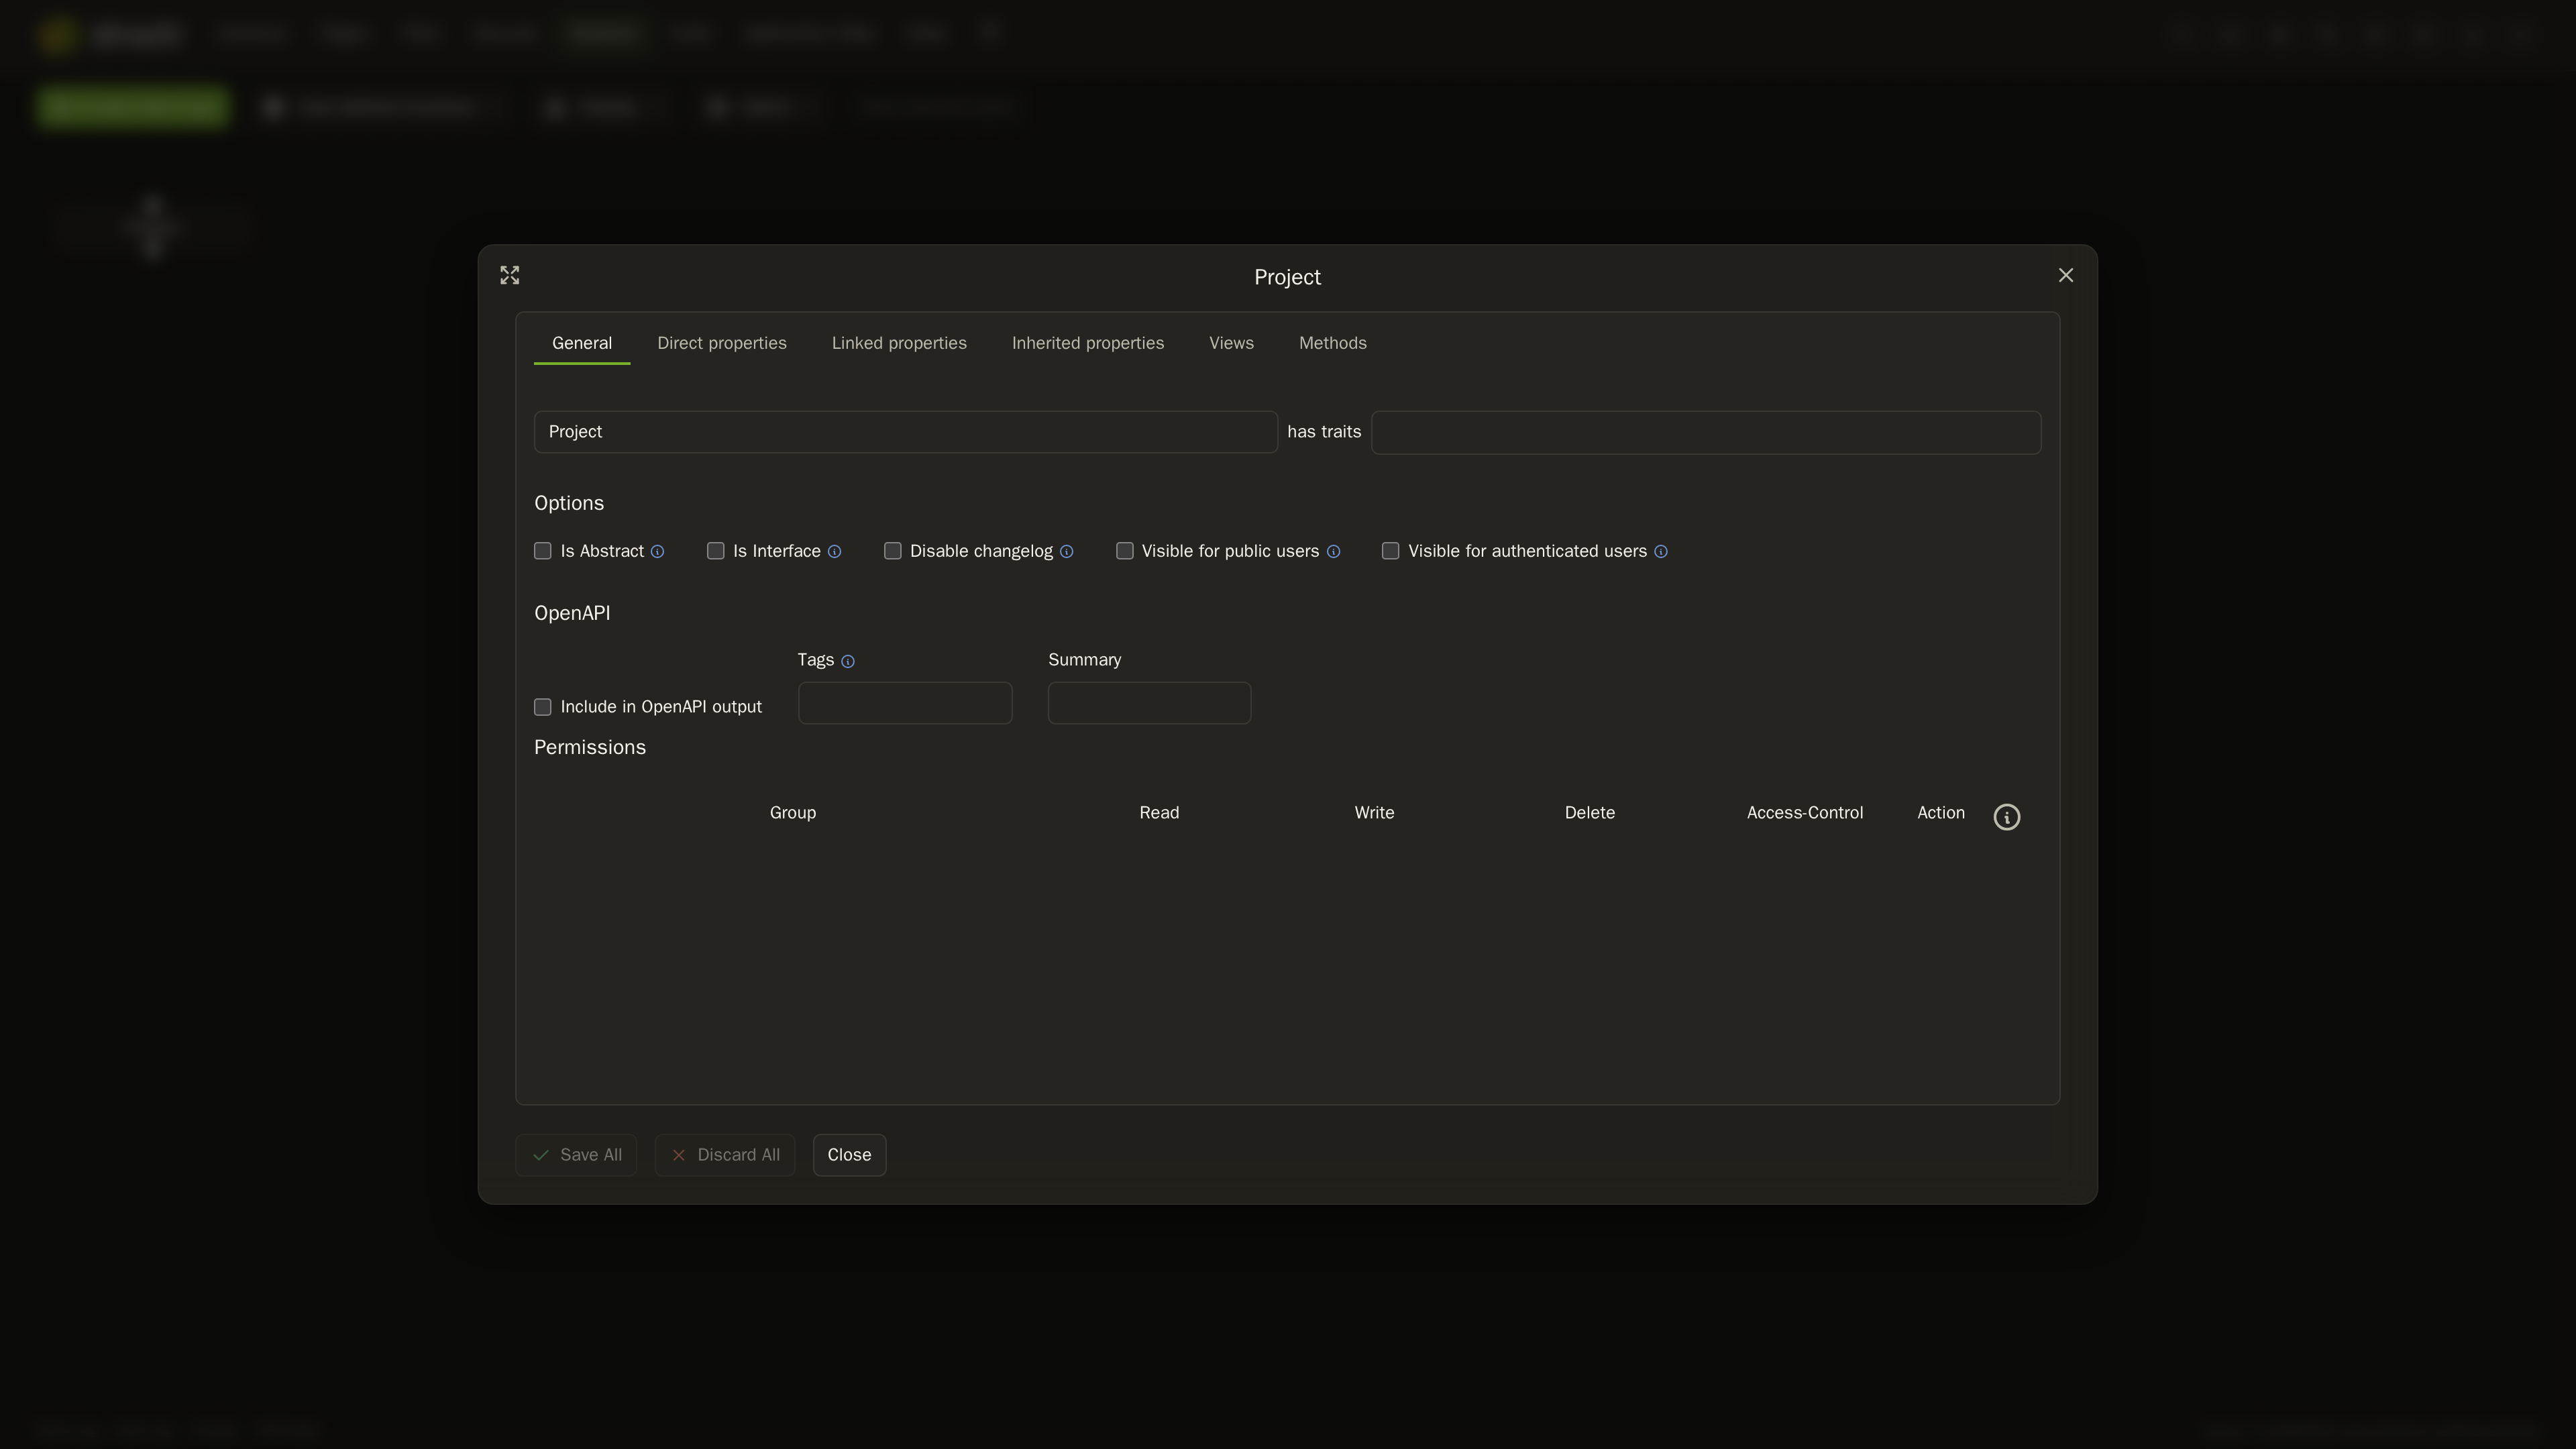 Project
General Direct properties Linked properties Inherited properties Views Methods
Project has traits
Options
Is Abstract Is Interface Disable changelog Visible for public users Visible for authenticated users
OpenAPI
Tags Summary
Include in OpenAPI output
Permissions
Group Read Write Delete Access-Control Action
Save All Discard All Close